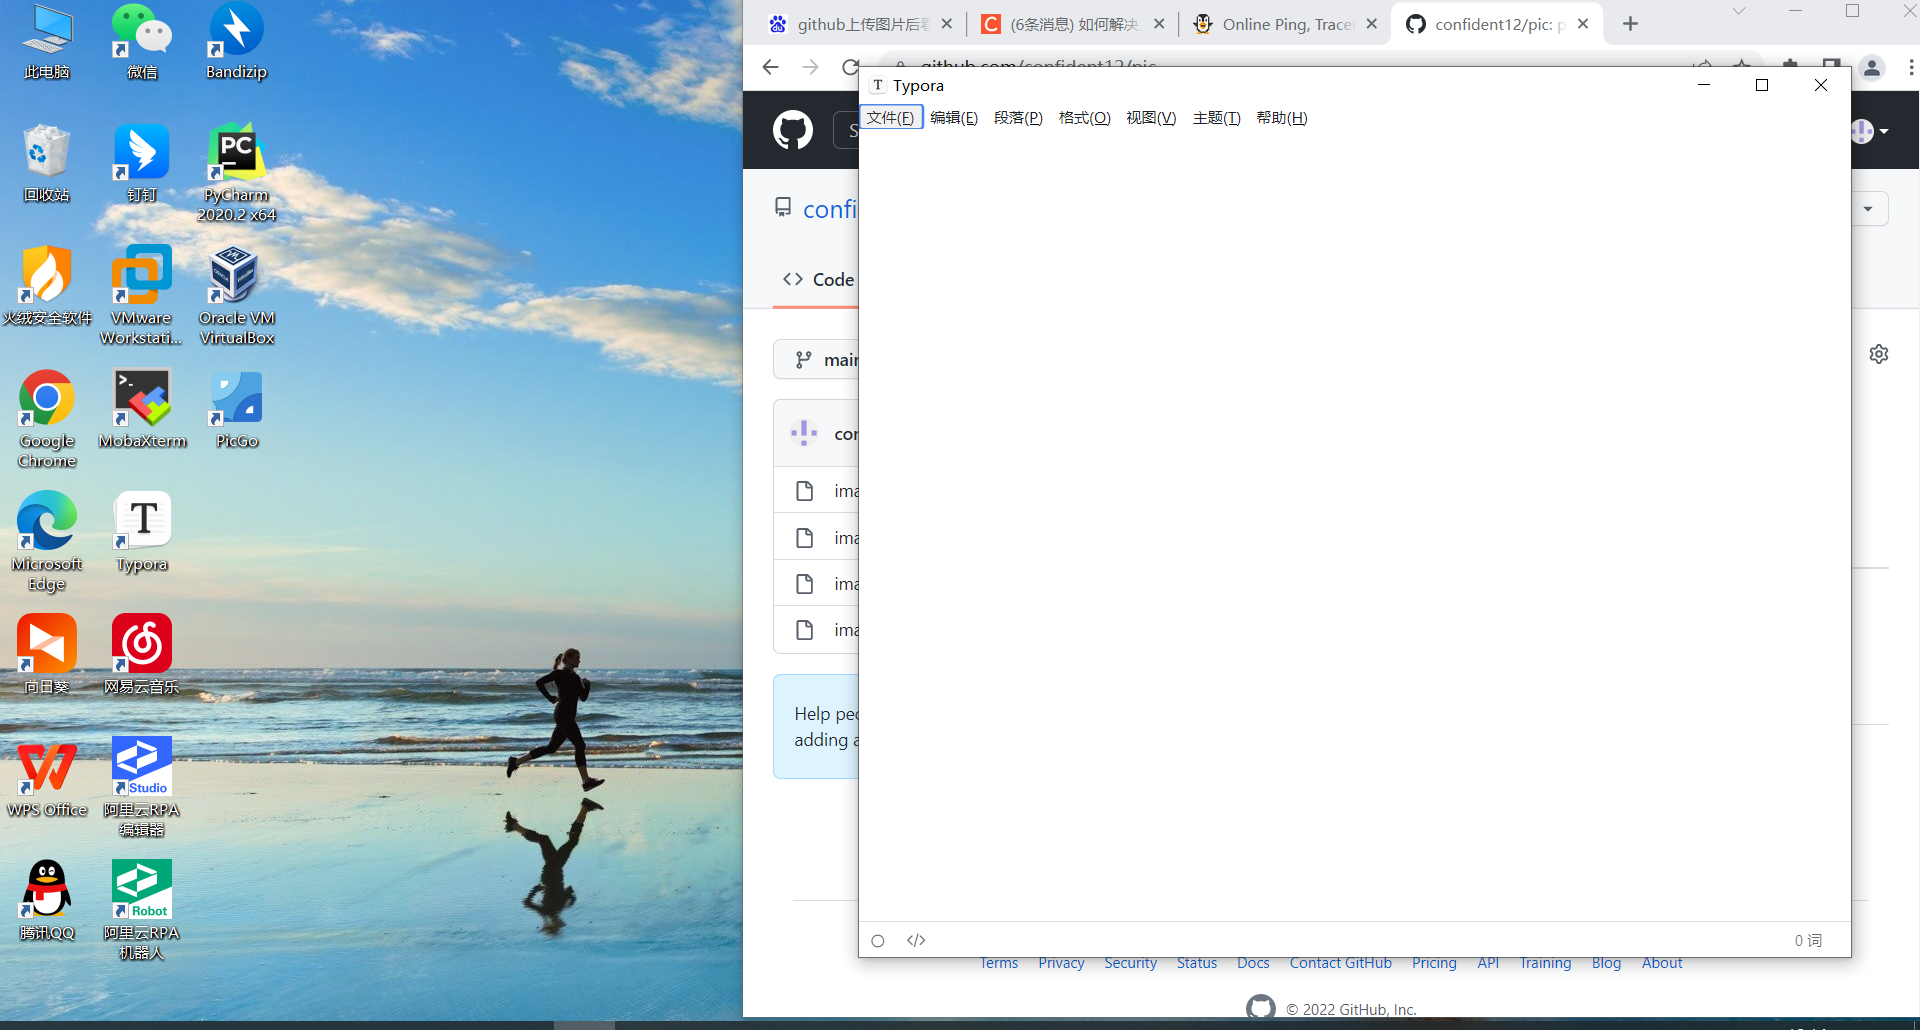 此电脑
微信
Bandizip
回收站
钉钉
PyCharm
2020.2 x64
火绒安全软件
VMware
Workstati...
Oracle VM
VirtualBox
Google
Chrome
MobaXterm
PicGo
Microsoft
Edge
Typora
向日葵
网易云音乐
WPS Office
Studio
阿里云RPA
编辑器
腾讯QQ
Robot
阿里云RPA
机器人
github上传图片后看
(6条消息) 如何解决
Online Ping, Tracer
confident12/pic: p
github.com/confident12/pic
confi
Code
main
con
ima
ima
ima
ima
Help peo
adding a
Typora
文件(F) 编辑(E) 段落(P) 格式(O) 视图(V) 主题(T) 帮助(H)
0 词
Terms Privacy Security Status Docs Contact GitHub Pricing API Training Blog About
© 2022 GitHub, Inc.